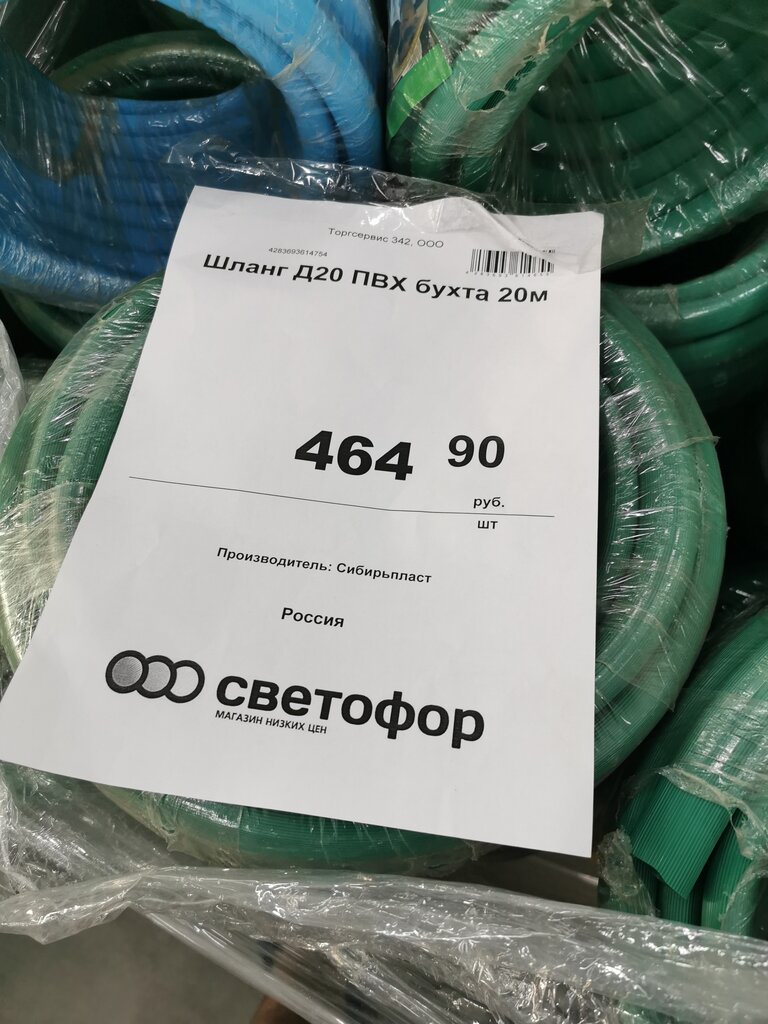 Торгсервис 342, ООО
4283693614754
Шланг Д20 ПВХ бухта 20м
464 90
руб.
шт
Производитель: Сибирьпласт
Россия
светофор
МАГАЗИН НИЗКИХ ЦЕН